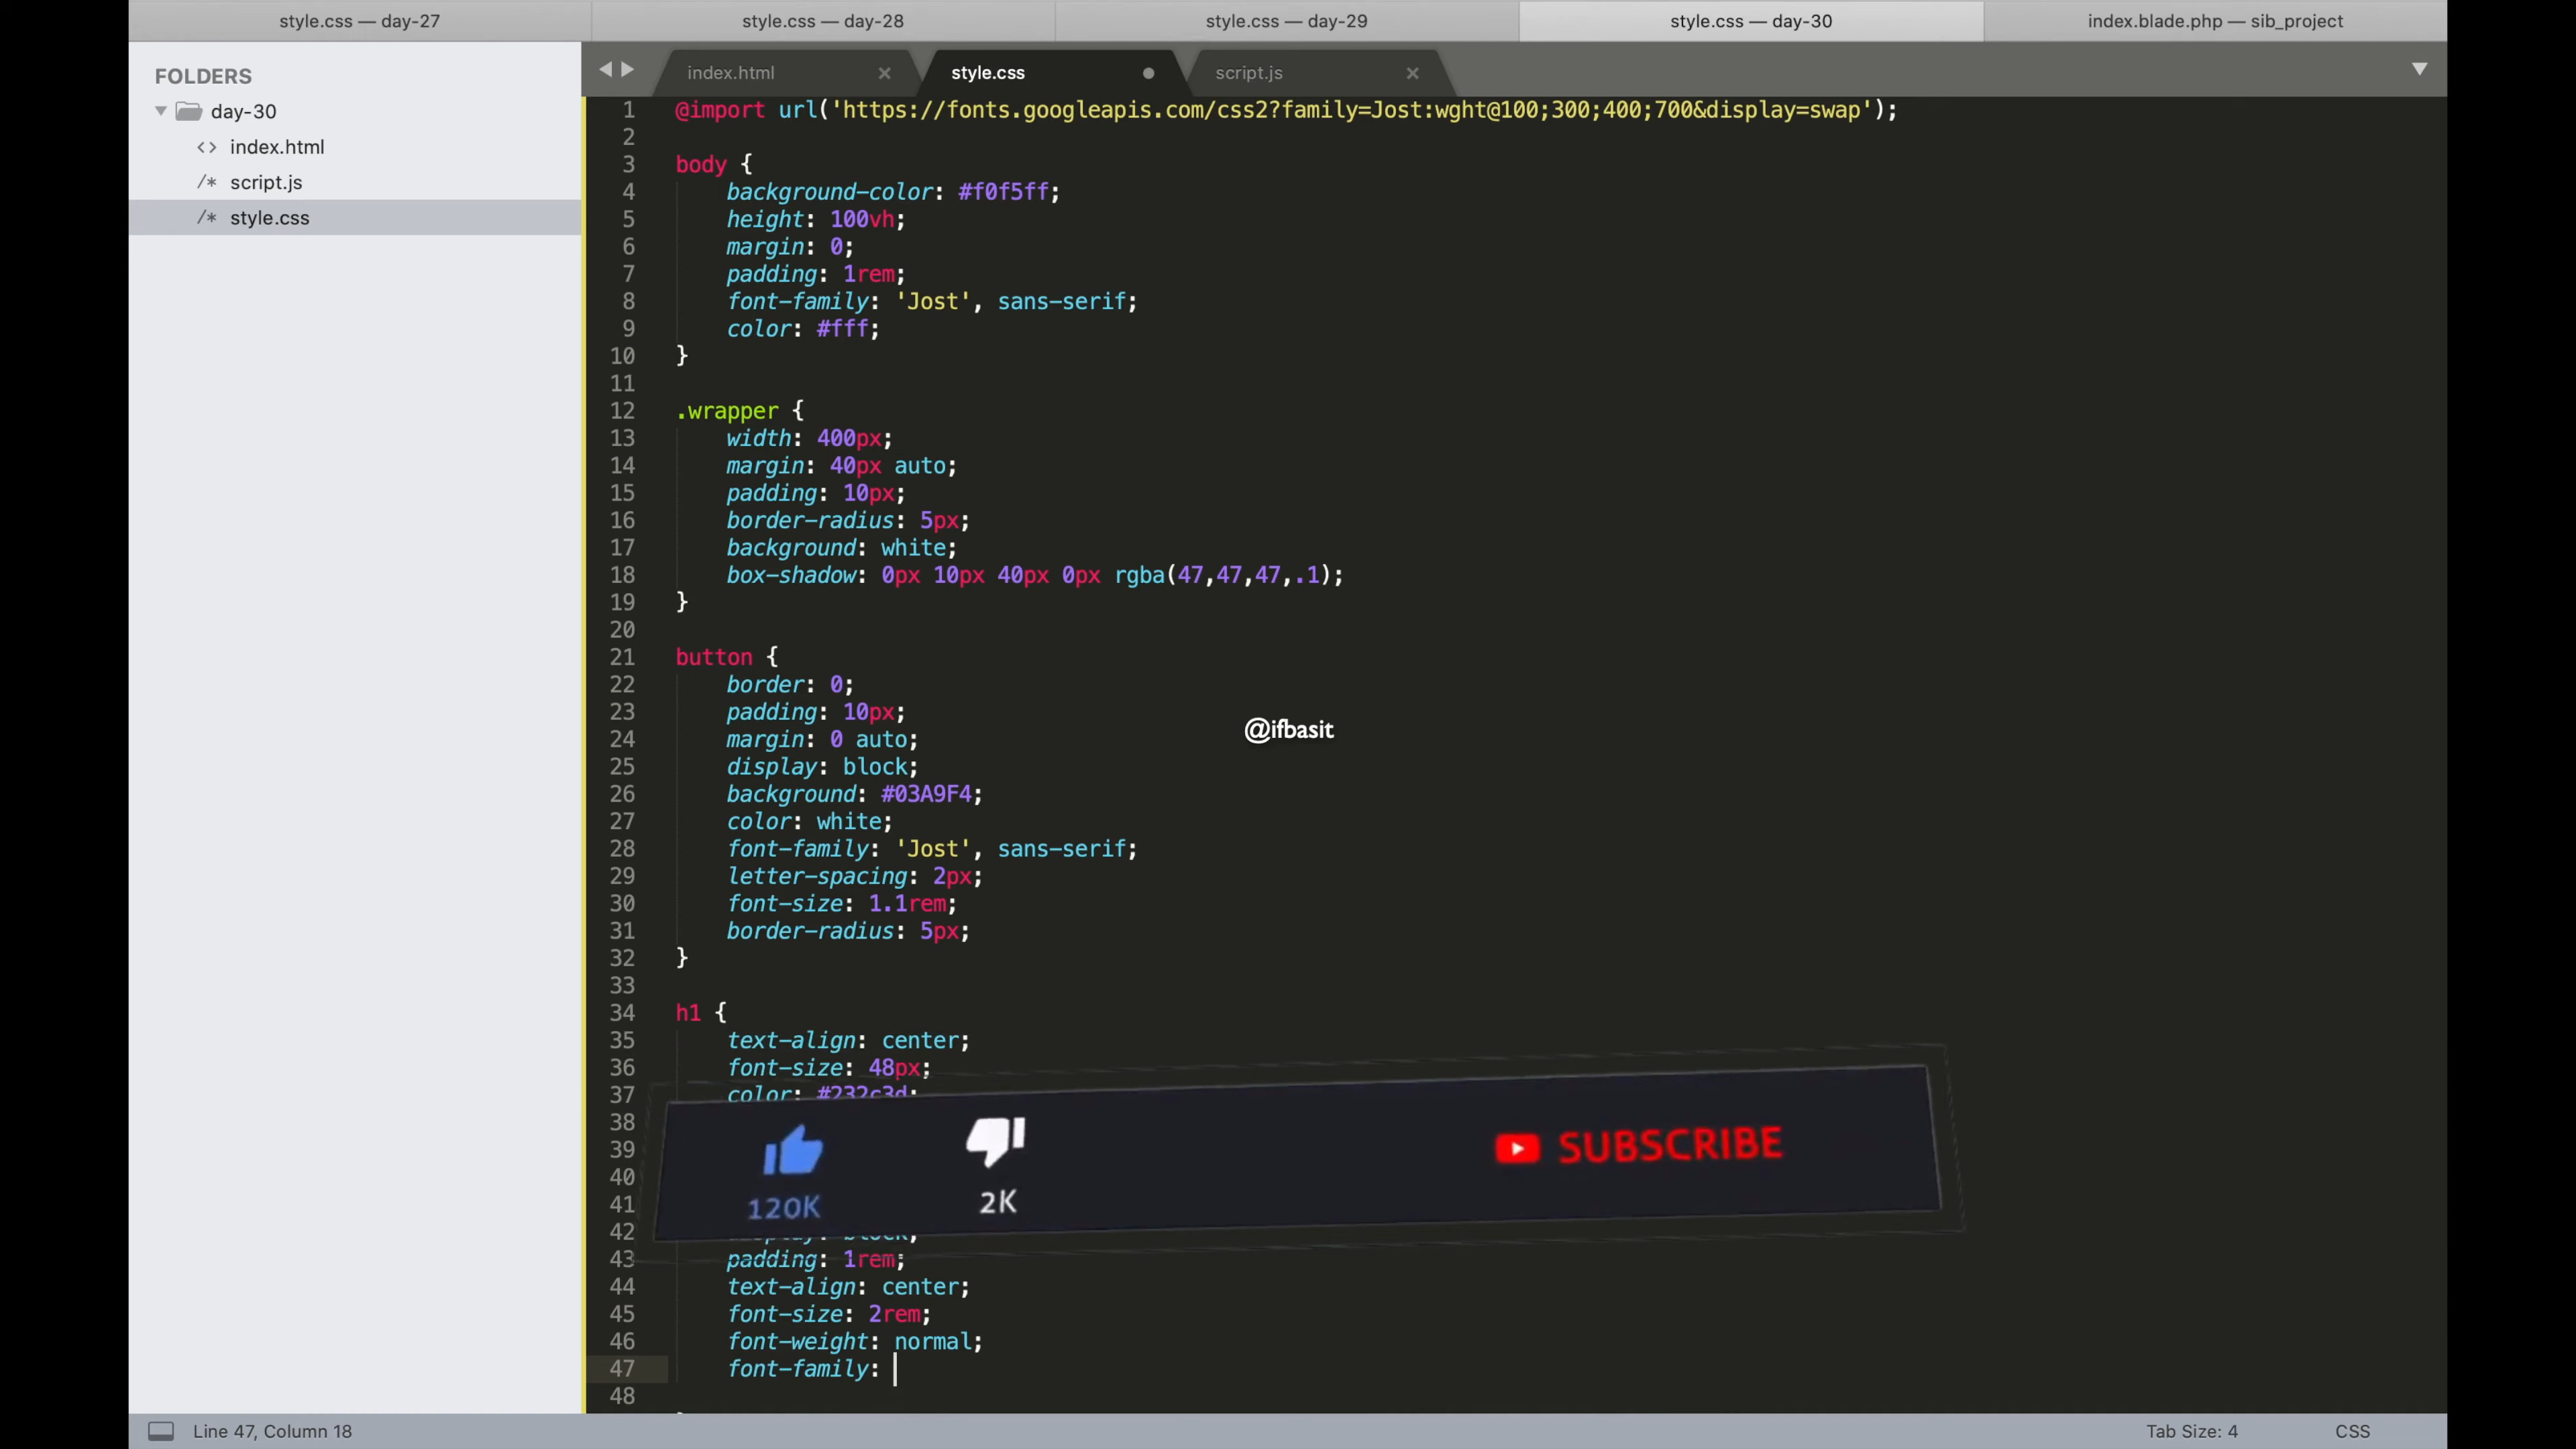 style.css — day-27
style.css — day-28
style.css — day-29
style.css — day-30
index.blade.php — sib_project
FOLDERS
day-30
<> index.html
/* script.js
/* style.css
index.html ×
style.css
script.js ×
1 @import url('https://fonts.googleapis.com/css2?family=Jost:wght@100;300;400;700&display=swap');
2
3 body {
4 background-color: #f0f5ff;
5 height: 100vh;
6 margin: 0;
7 padding: 1rem;
8 font-family: 'Jost', sans-serif;
9 color: #fff;
10 }
11
12 .wrapper {
13 width: 400px;
14 margin: 40px auto;
15 padding: 10px;
16 border-radius: 5px;
17 background: white;
18 box-shadow: 0px 10px 40px 0px rgba(47,47,47,.1);
19 }
20
21 button {
22 border: 0;
23 padding: 10px;
24 margin: 0 auto;
25 display: block;
26 background: #03A9F4;
27 color: white;
28 font-family: 'Jost', sans-serif;
29 letter-spacing: 2px;
30 font-size: 1.1rem;
31 border-radius: 5px;
32 }
33
34 h1 {
35 text-align: center;
36 font-size: 48px;
37 color: #232c3d;
38
39
40
41
42 display: block;
43 padding: 1rem;
44 text-align: center;
45 font-size: 2rem;
46 font-weight: normal;
47 font-family:
48
@ifbasit
120K
2K
SUBSCRIBE
Line 47, Column 18
Tab Size: 4
CSS